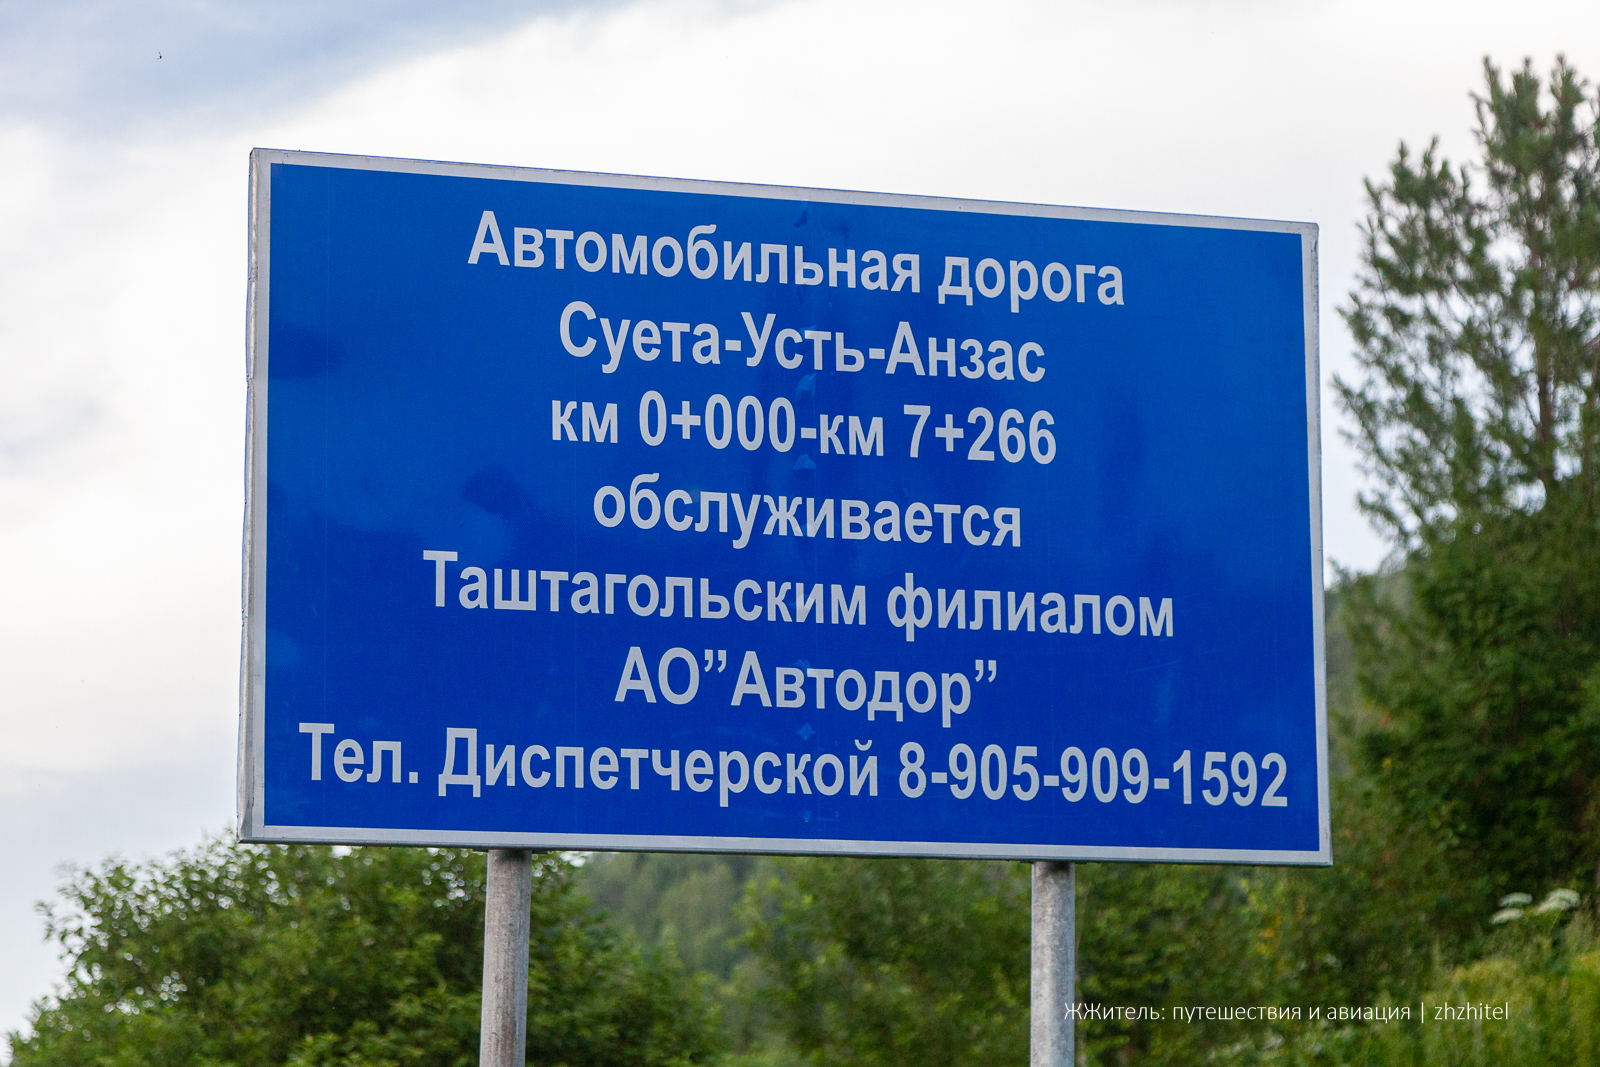 Автомобильная дорога
Суета-Усть-Анзас
км 0+000-км 7+266
обслуживается
Таштагольским филиалом
АО”Автодор”
Тел. Диспетчерской 8-905-909-1592
ЖЖитель: путешествия и авиация | zhzhitel